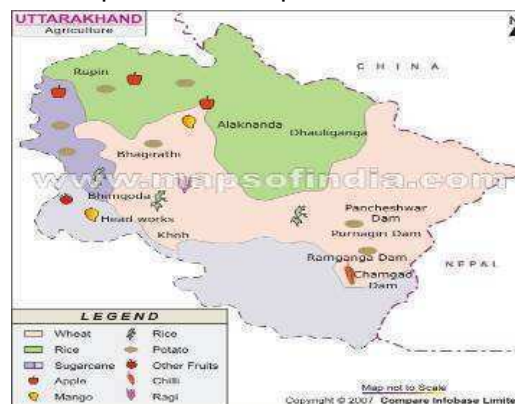 UTTARAKHAND
Agriculture
N
CHINA
Rupin
Alaknanda
Dhauliganga
Bhagirathi
www.mapsofindia.com
Bhimgoda
Head works
Khoh
Pancheshwar
Dam
Purnagiri Dam
Ramganga Dam
Chamgad
Dam
NEPAL
LEGEND
Wheat
Rice
Sugarcane
Apple
Mango
Rice
Potato
Other Fruits
Chilli
Ragi
Map not to Scale
Copyright © 2007 Compare Infobase Limite